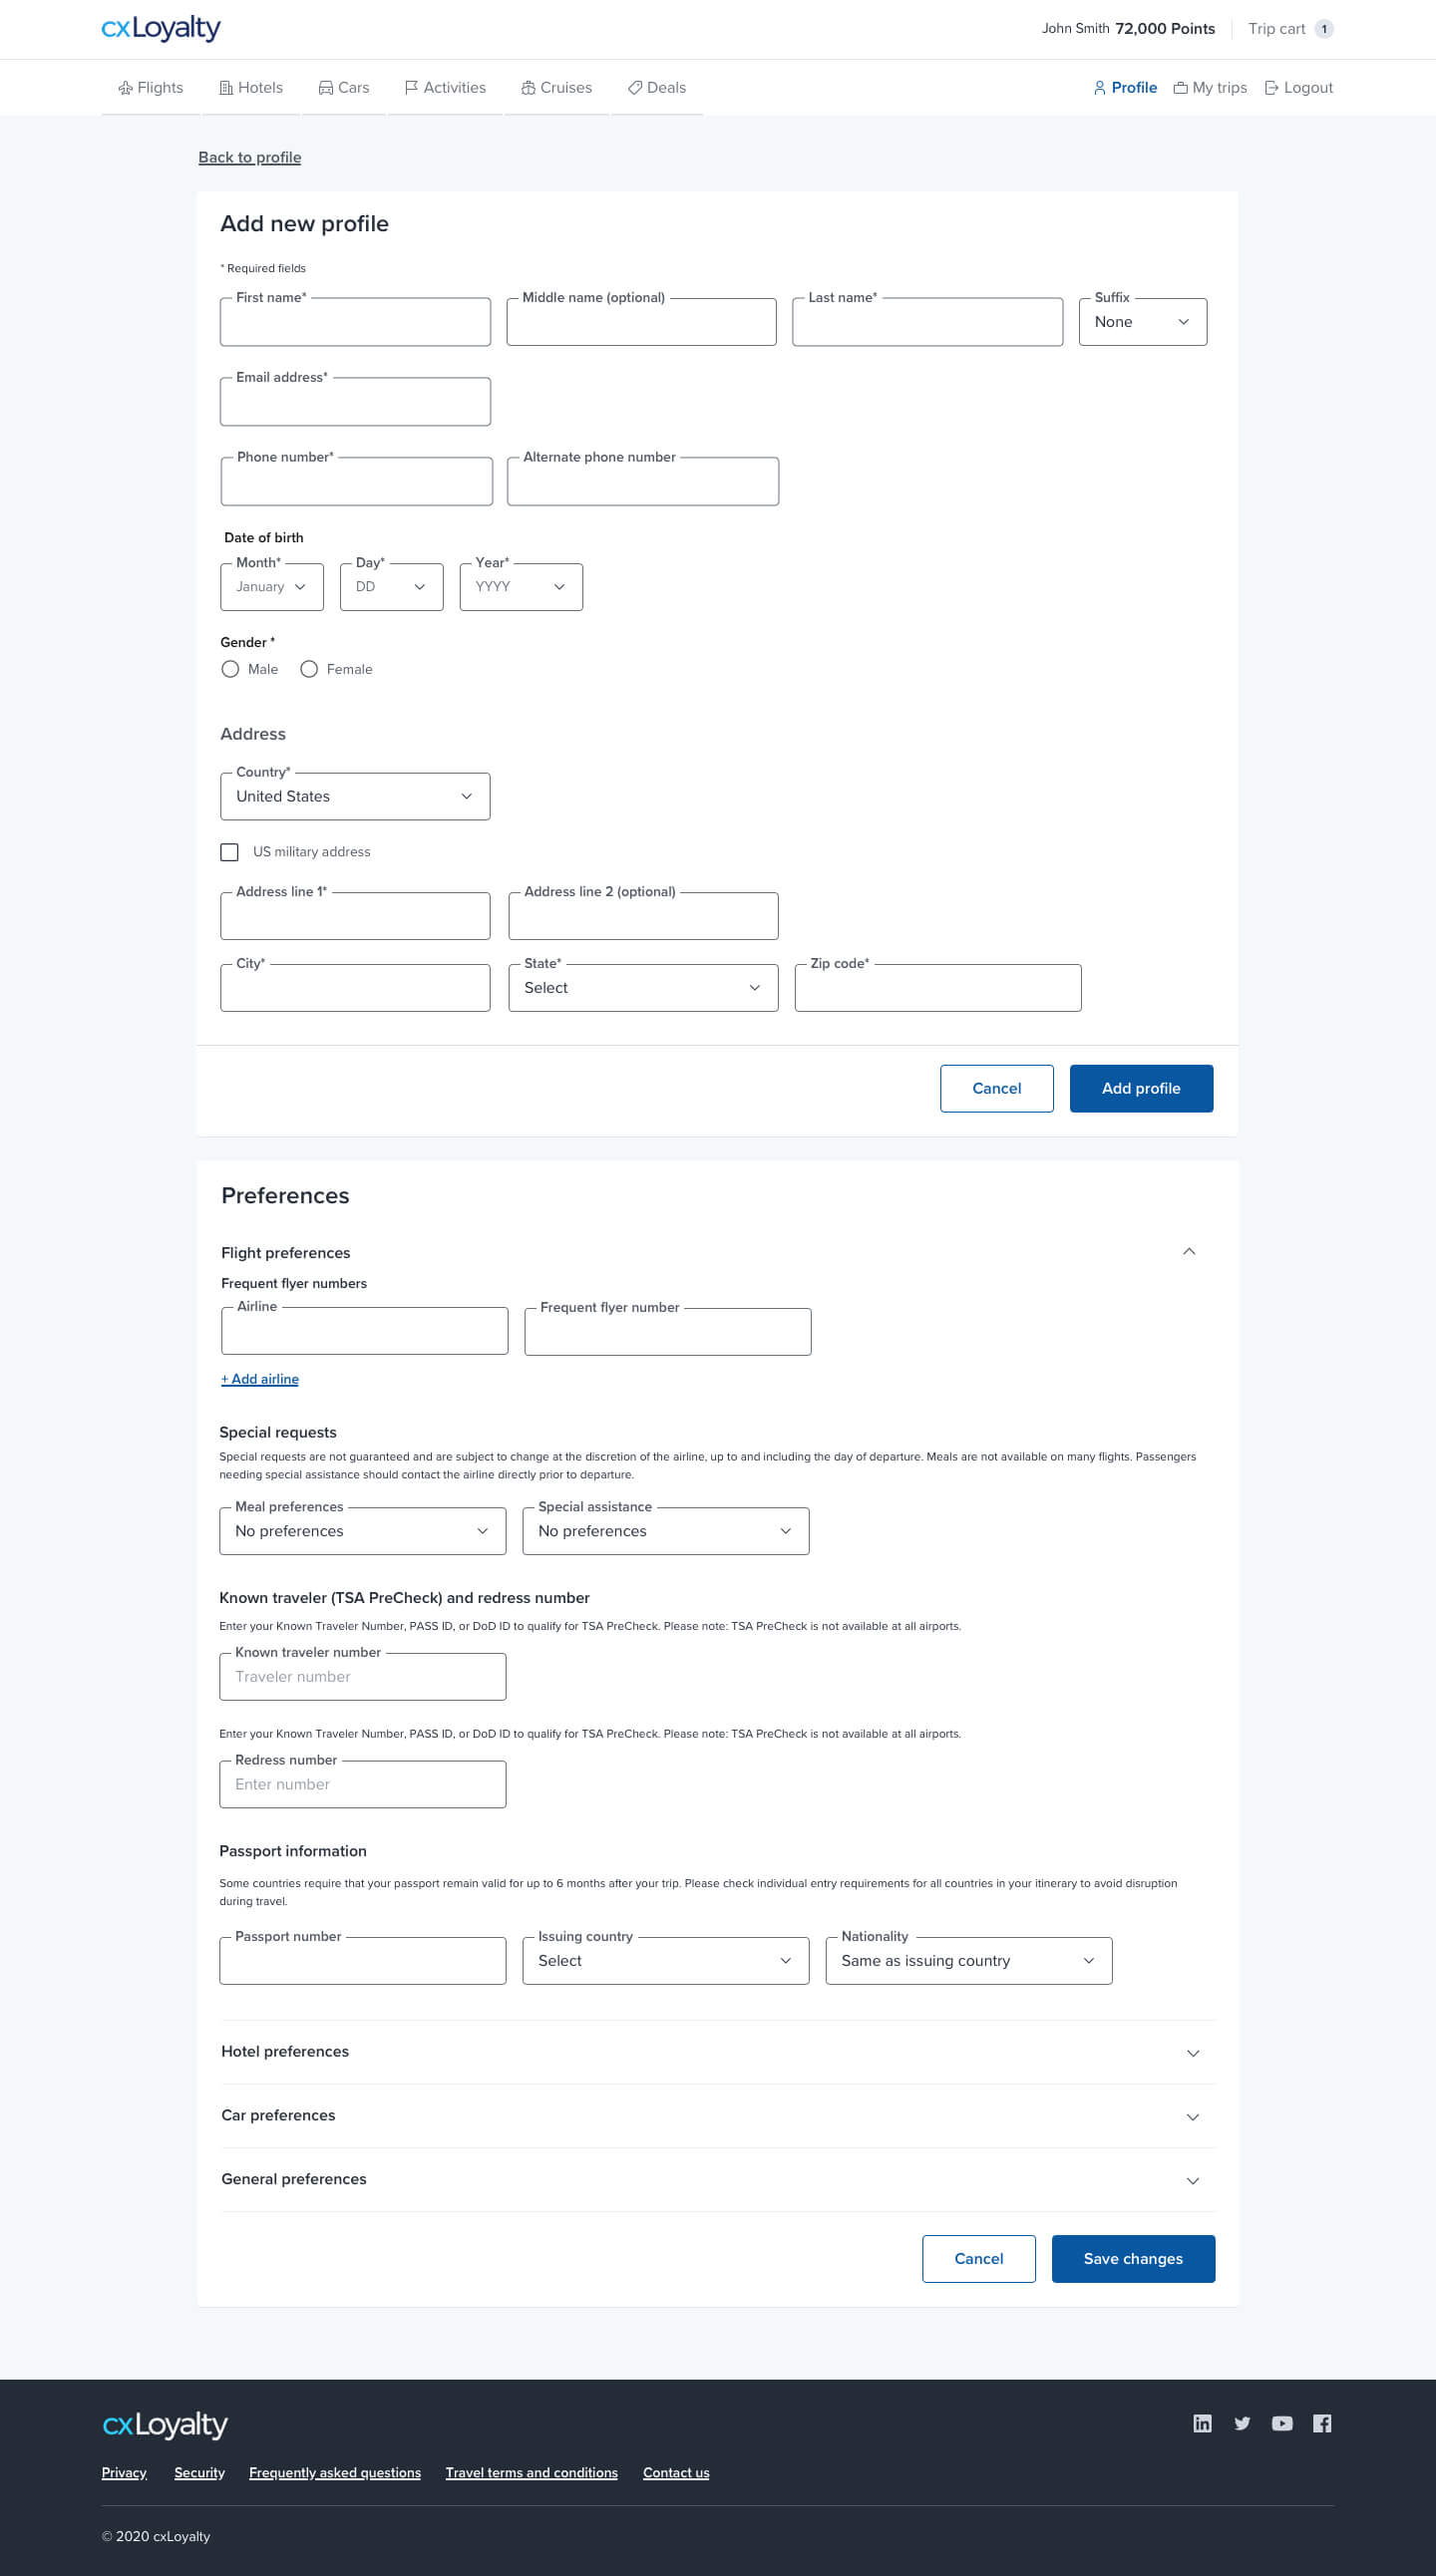 cxLoyalty
John Smith 72,000 Points
Trip cart 1
Flights
Hotels
Cars
Activities
Cruises
Deals
Profile
My trips
Logout
Back to profile
Add new profile
* Required fields
First name*
Middle name (optional)
Last name*
Suffix
None
Email address*
Phone number*
Alternate phone number
Date of birth
Month*
Day*
Year*
January
DD
YYYY
Gender *
Male
Female
Address
Country*
United States
US military address
Address line 1*
Address line 2 (optional)
City*
State*
Zip code*
Select
Cancel
Add profile
Preferences
Flight preferences
Frequent flyer numbers
Airline
Frequent flyer number
+ Add airline
Special requests
Special requests are not guaranteed and are subject to change at the discretion of the airline, up to and including the day of departure. Meals are not available on many flights. Passengers
needing special assistance should contact the airline directly prior to departure.
Meal preferences
Special assistance
No preferences
No preferences
Known traveler (TSA PreCheck) and redress number
Enter your Known Traveler Number, PASS ID, or DoD ID to qualify for TSA PreCheck. Please note: TSA PreCheck is not available at all airports.
Known traveler number
Traveler number
Enter your Known Traveler Number, PASS ID, or DoD ID to qualify for TSA PreCheck. Please note: TSA PreCheck is not available at all airports.
Redress number
Enter number
Passport information
Some countries require that your passport remain valid for up to 6 months after your trip. Please check individual entry requirements for all countries in your itinerary to avoid disruption
during travel.
Passport number
Issuing country
Nationality
Select
Same as issuing country
Hotel preferences
Car preferences
General preferences
Cancel
Save changes
cxLoyalty
Privacy
Security
Frequently asked questions
Travel terms and conditions
Contact us
© 2020 cxLoyalty